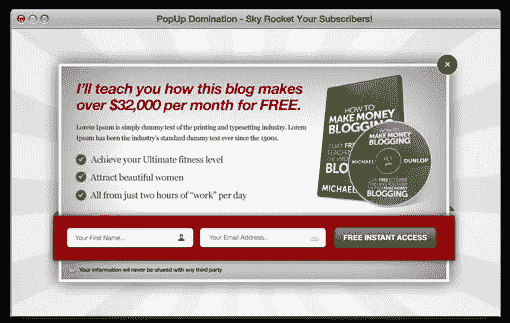 PopUp Domination - Sky Rocket Your Subscribers!
I'll teach you how this blog makes
over $32,000 per month for FREE.
Lorem Ipsum is simply dummy text of the printing and typesetting industry. Lorem
Ipsum has been the industry's standard dummy text ever since the 1500s.
Achieve your Ultimate fitness level
Attract beautiful women
All from just two hours of “work” per day
HOW TO
MAKE MONEY
BLOGGING
MICHAEL
HOW TO
MAKE MONEY
BLOGGING
MICHAEL DUNLOP
Your First Name...
Your Email Address..
FREE INSTANT ACCESS
Your information will never be shared with any third party